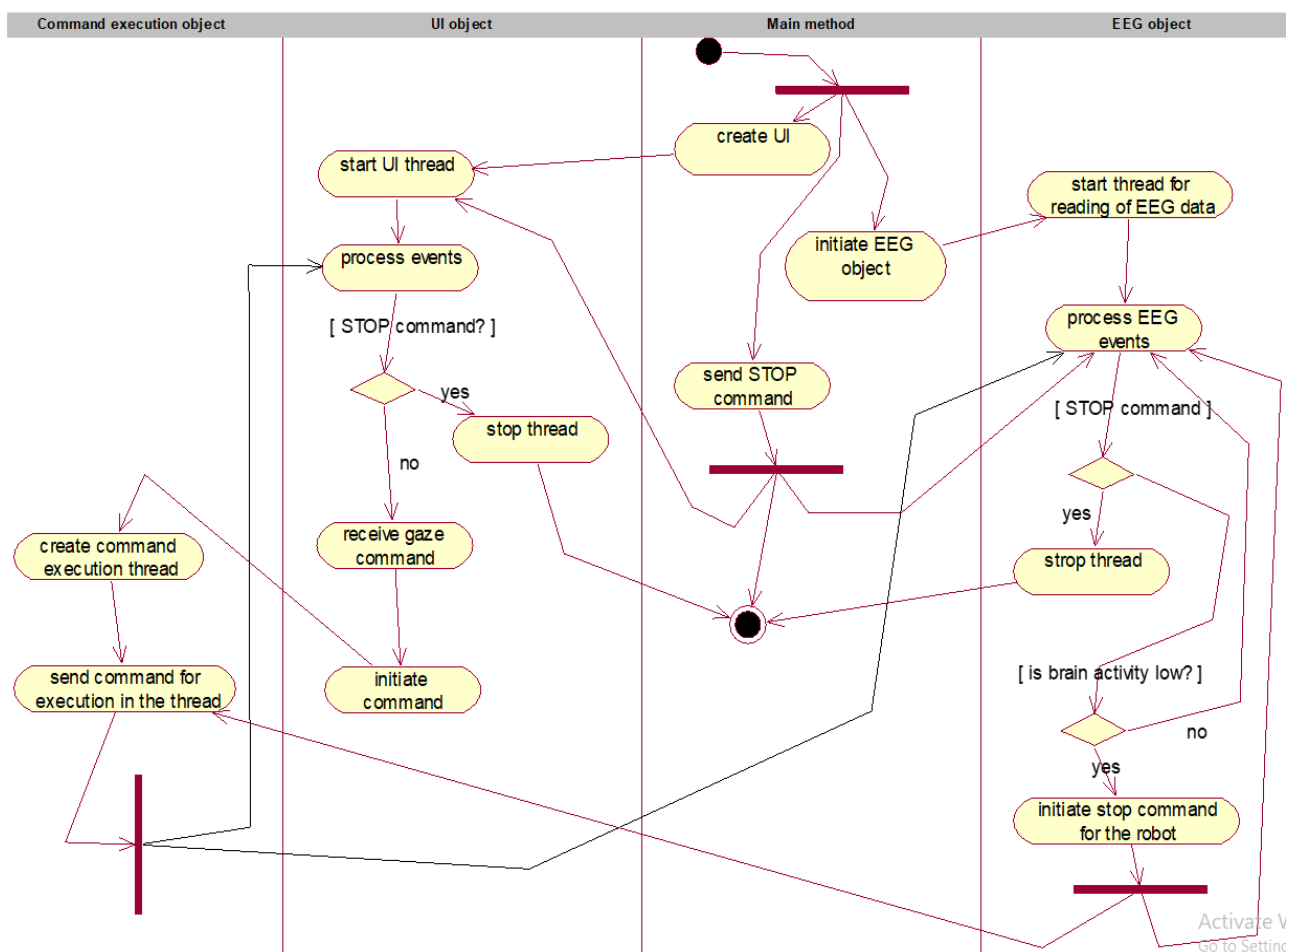 Command execution object
UI object
Main method
EEG object
create UI
start UI thread
start thread for
reading of EEG data
initiate EEG
object
process events
process EEG
events
[ STOP command? ]
send STOP
command
yes
[ STOP command ]
stop thread
no
yes
receive gaze
command
create command
execution thread
strop thread
[ is brain activity low? ]
send command for
execution in the thread
initiate
command
no
yes
initiate stop command
for the robot
Activate
Go to Setting